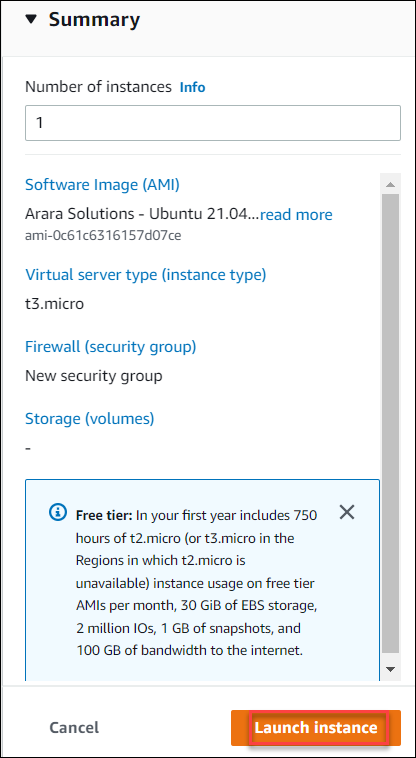 Summary
Number of instances Info
1
Software Image (AMI)
Arara Solutions - Ubuntu 21.04...read more
ami-0c61c6316157d07ce
Virtual server type (instance type)
t3.micro
Firewall (security group)
New security group
Storage (volumes)
-
Free tier: In your first year includes 750
hours of t2.micro (or t3.micro in the
Regions in which t2.micro is
unavailable) instance usage on free tier
AMIs per month, 30 GiB of EBS storage,
2 million IOs, 1 GB of snapshots, and
100 GB of bandwidth to the internet.
Cancel Launch instance